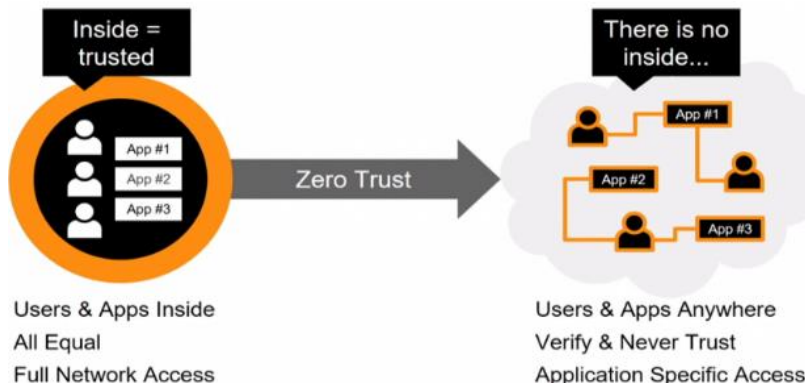 Inside =
trusted
There is no
inside...
App #1
App #2
App #3
Zero Trust
App #1
App #2
App #3
Users & Apps Inside
All Equal
Full Network Access
Users & Apps Anywhere
Verify & Never Trust
Application Specific Access